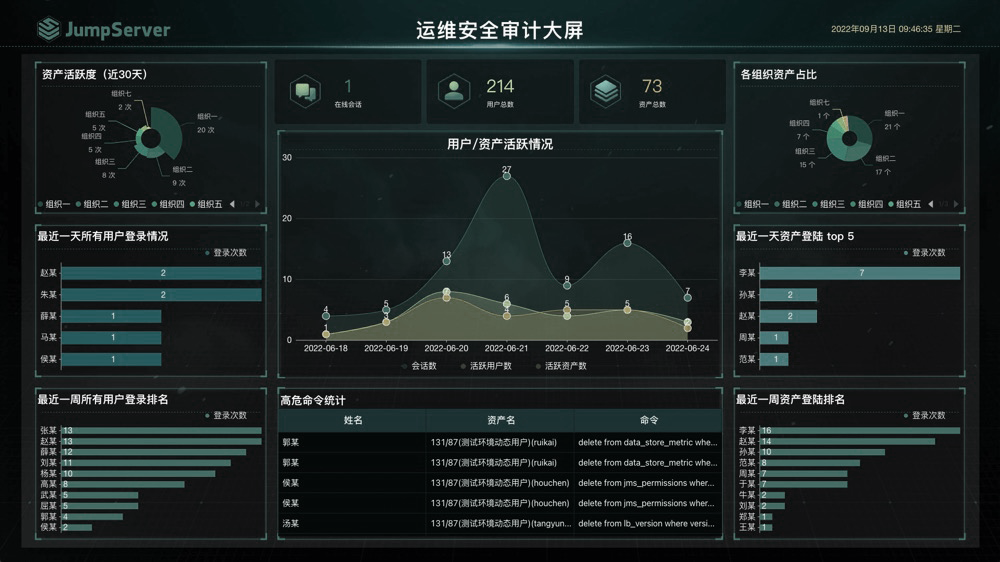 JumpServer
运维安全审计大屏
2022年09月13日 09:46:35 星期二
资产活跃度（近30天）
组织七
2 次
组织五
5 次
组织四
5 次
组织三
8 次
组织一
20 次
组织二
9 次
组织一 组织二 组织三 组织四 组织五
1
在线会话
214
用户总数
73
资产总数
各组织资产占比
组织七
1 个
组织四
7 个
组织三
15 个
组织一
21 个
组织二
17 个
组织一 组织二 组织三 组织四 组织五
最近一天所有用户登录情况
登录次数
赵某 2
朱某 2
薛某 1
马某 1
侯某 1
用户/资产活跃情况
30
20
10
0
4 5 13 27 9 16 7
1 3 8 6 5 5 3
2022-06-18 2022-06-19 2022-06-20 2022-06-21 2022-06-22 2022-06-23 2022-06-24
会话数 活跃用户数 活跃资产数
最近一天资产登陆 top 5
登录次数
李某 7
孙某 2
赵某 2
周某 1
范某 1
最近一周所有用户登录排名
登录次数
张某 13
赵某 13
薛某 12
刘某 11
杨某 10
高某 8
武某 5
屈某 5
郭某 4
侯某 2
高危命令统计
姓名 资产名 命令
郭某 131/87(测试环境动态用户)(ruikai) delete from data_store_metric whe...
郭某 131/87(测试环境动态用户)(ruikai) delete from data_store_metric whe...
侯某 131/87(测试环境动态用户)(houchen) delete from jms_permissions wher...
侯某 131/87(测试环境动态用户)(houchen) delete from jms_permissions wher...
汤某 131/87(测试环境动态用户)(tangyun... delete from lb_version where versi...
最近一周资产登陆排名
登录次数
李某 16
赵某 14
孙某 10
范某 8
周某 7
于某 7
牛某 2
刘某 2
郑某 1
王某 1